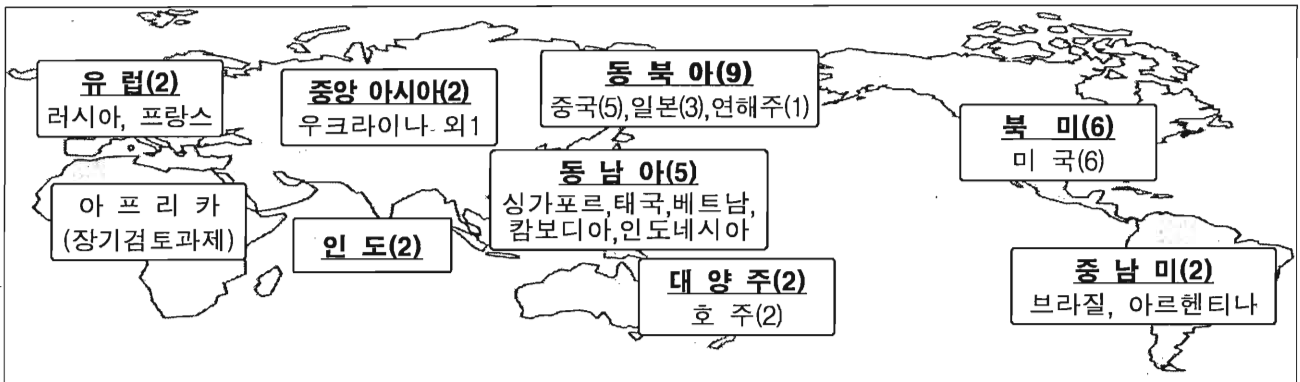 유 럽(2)
러시아, 프랑스
중앙 아시아(2)
우크라이나 외1
동 북 아(9)
중국(5),일본(3),연해주(1)
북 미(6)
미 국(6)
아 프 리 카
(장기검토과제)
인 도(2)
동 남 아(5)
싱가포르,태국,베트남,
캄보디아,인도네시아
대 양 주(2)
호 주(2)
중 남 미(2)
브라질, 아르헨티나